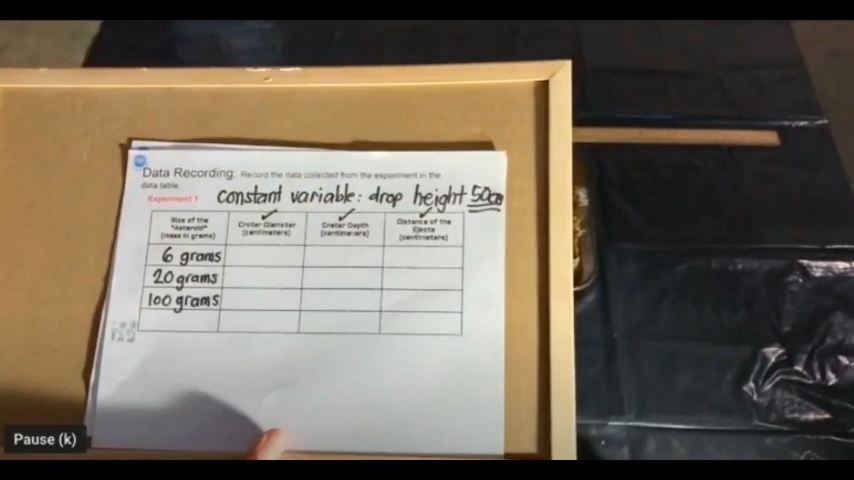 Data Recording: Record the data collected from the experiment in the
data table.
Experiment 1 constant variable: drop height 50cm
Size of the
"Asteroid"
(mass in grams)
Crater Diameter
(centimeters)
Crater Depth
(centimeters)
Distance of the
Ejecta
(centimeters)
6 grams
20 grams
100 grams
Pause (k)